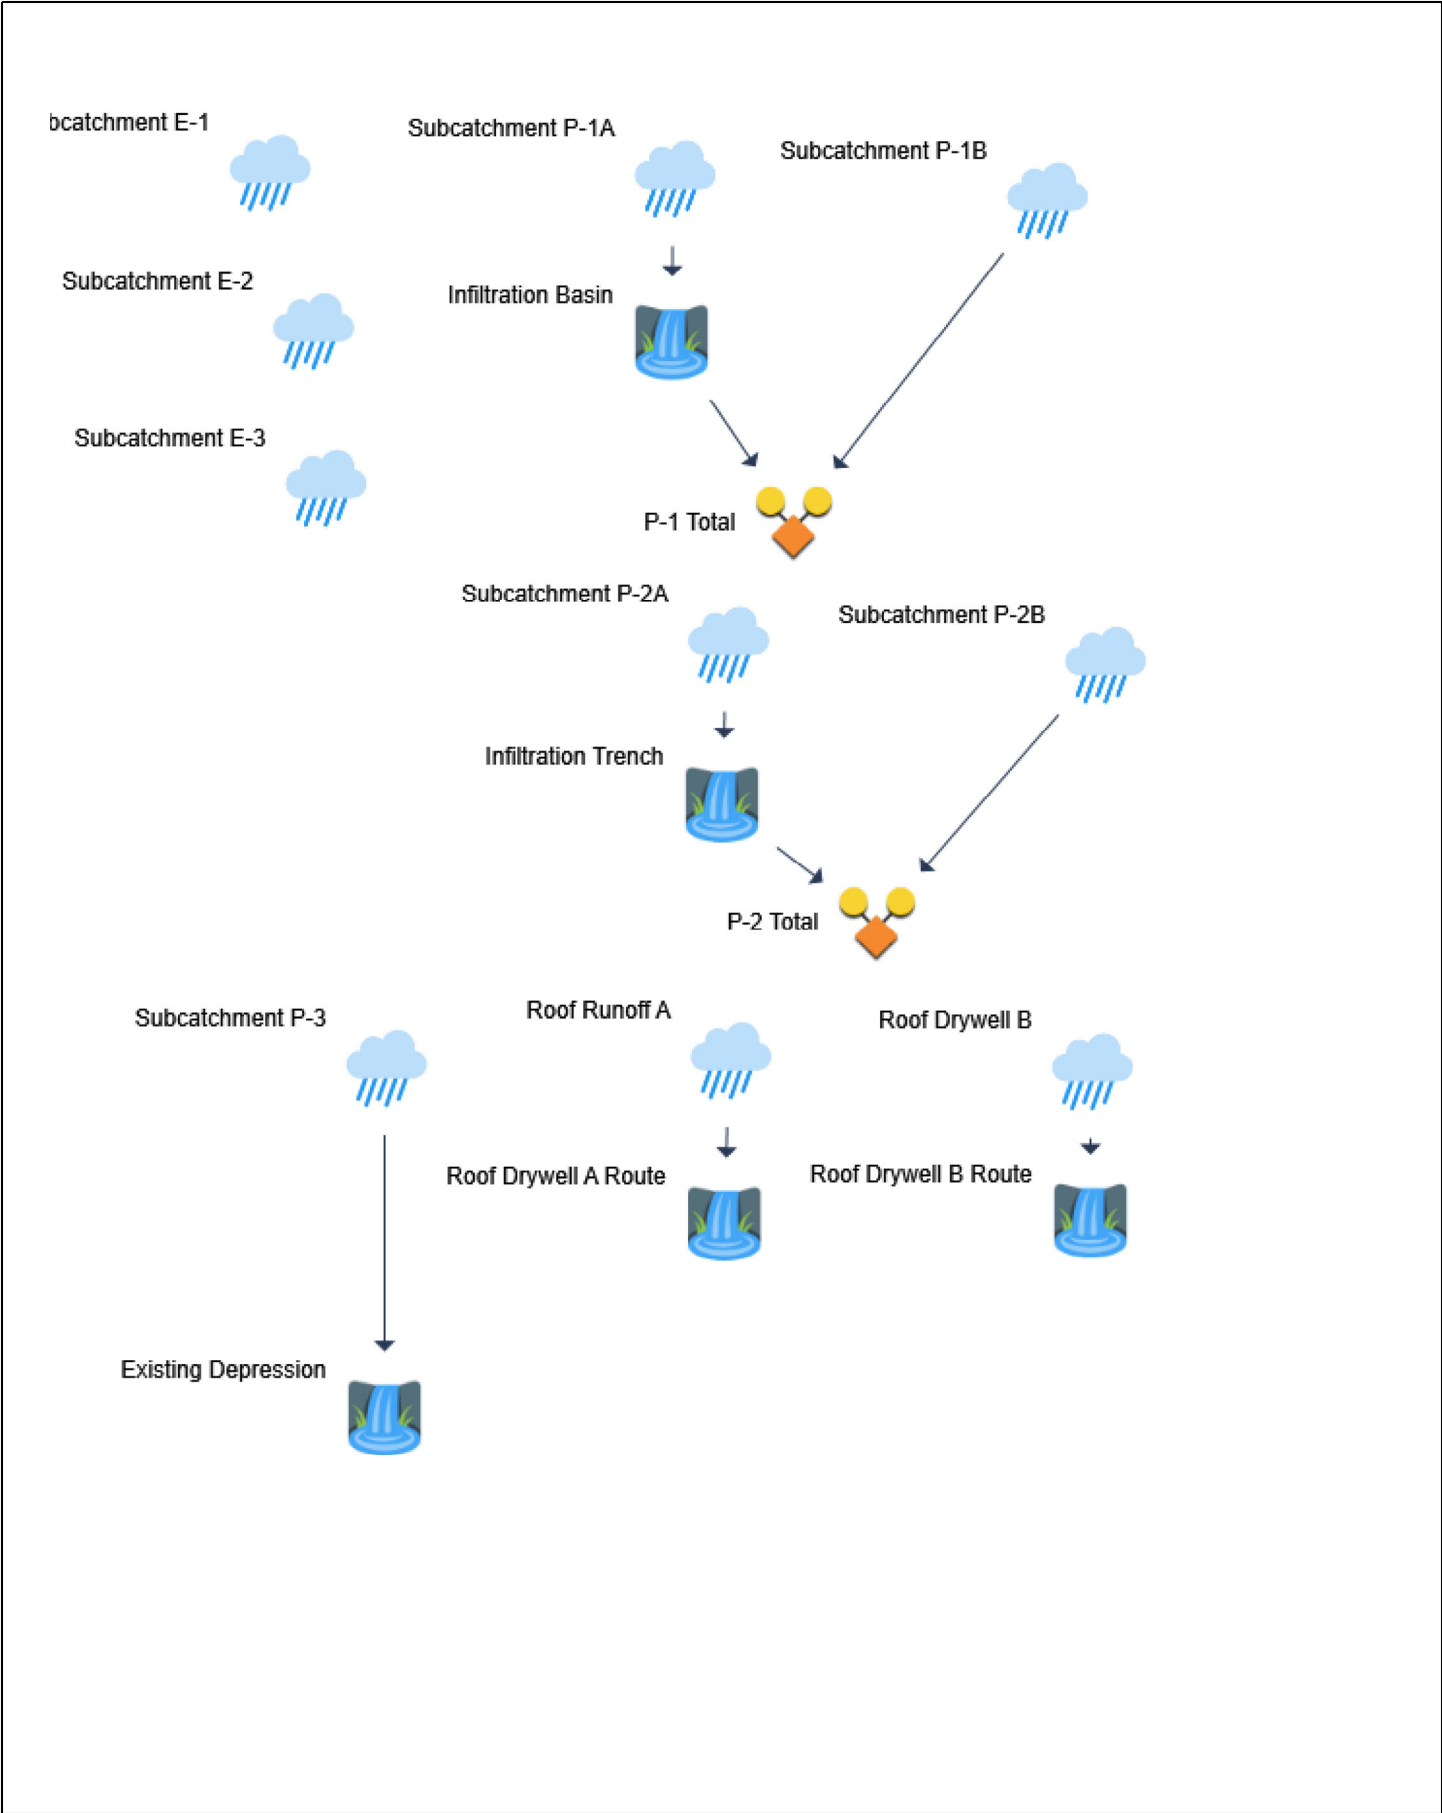 bcatchment E-1
Subcatchment P-1A
Subcatchment P-1B
Subcatchment E-2
Infiltration Basin
Subcatchment E-3
P-1 Total
Subcatchment P-2A
Subcatchment P-2B
Infiltration Trench
P-2 Total
Subcatchment P-3
Roof Runoff A
Roof Drywell B
Roof Drywell A Route
Roof Drywell B Route
Existing Depression